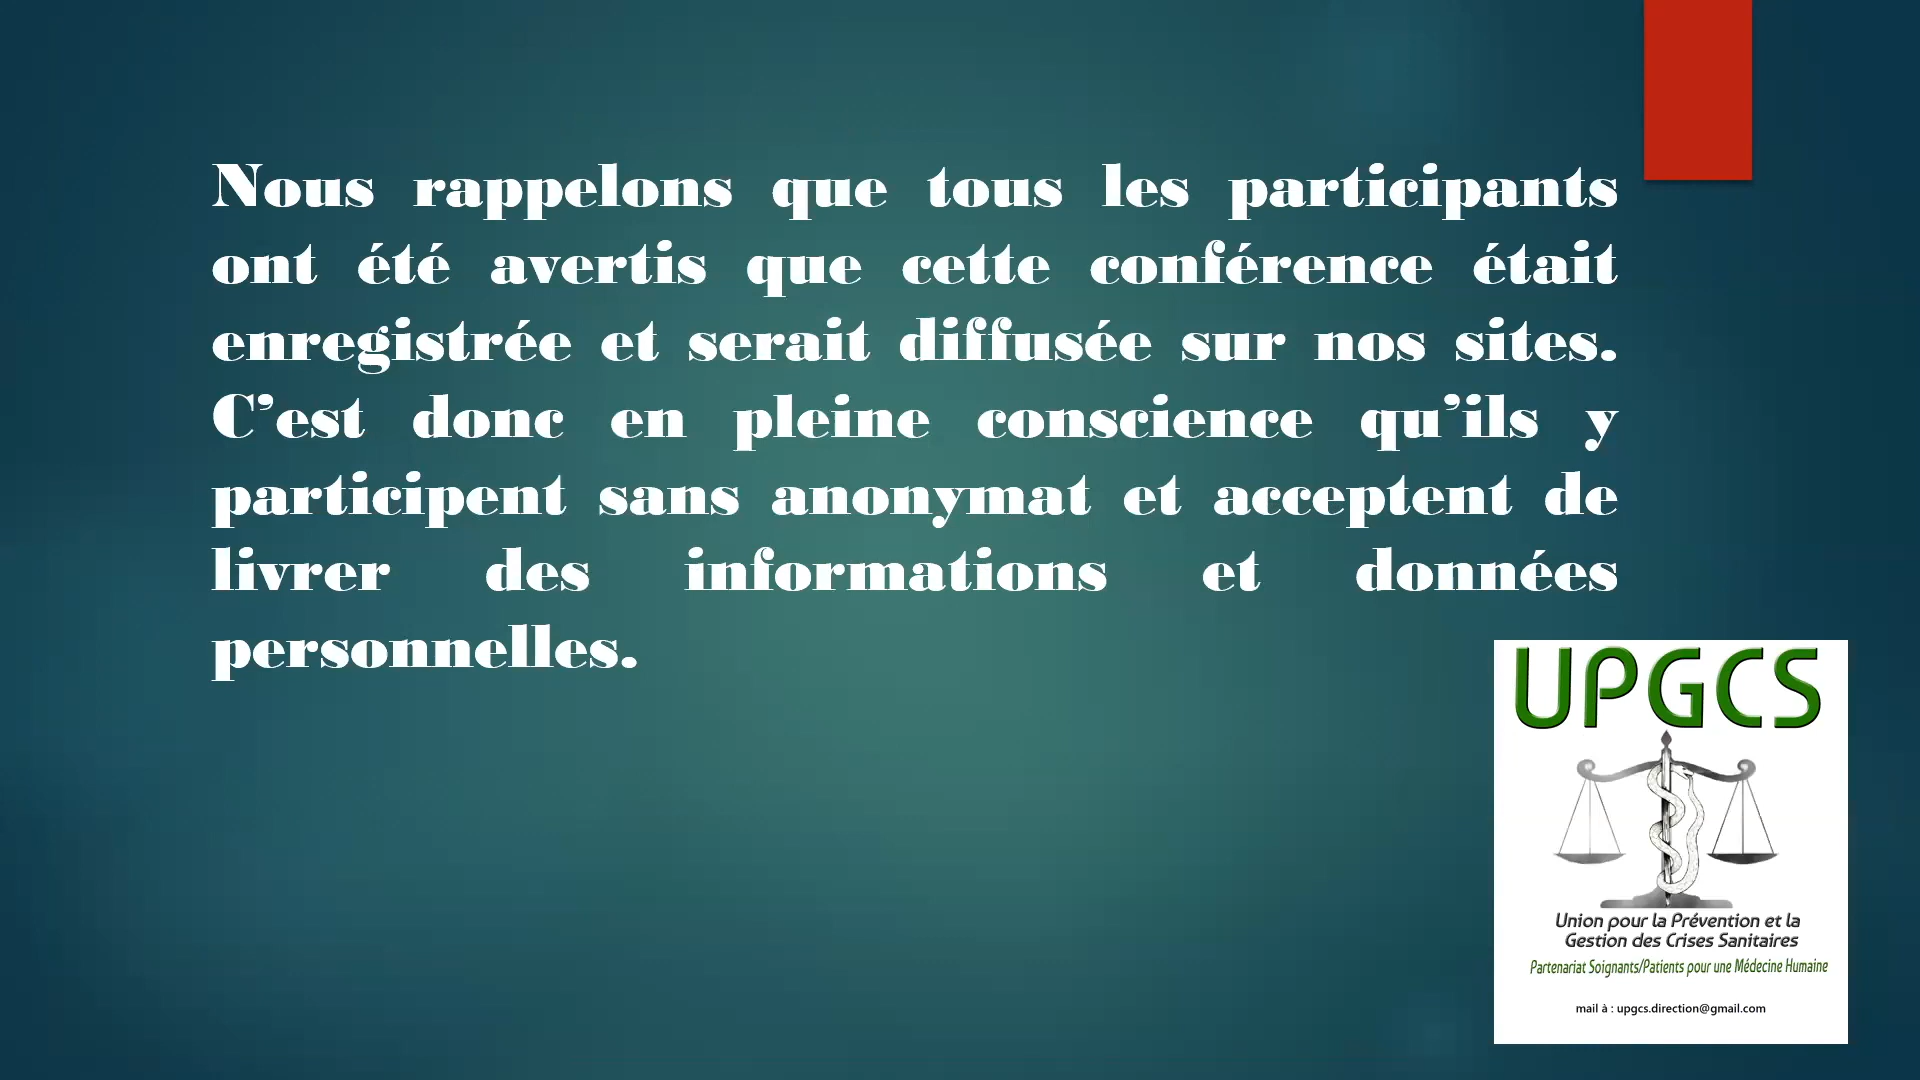 Nous rappelons que tous les participants
ont été avertis que cette conférence était
enregistrée et serait diffusée sur nos sites.
C’est donc en pleine conscience qu’ils y
participent sans anonymat et acceptent de
livrer des informations et données
personnelles.
UPGCS
Union pour la Prévention et la
Gestion des Crises Sanitaires
Partenariat Soignants/Patients pour une Médecine Humaine
mail à : upgcs.direction@gmail.com